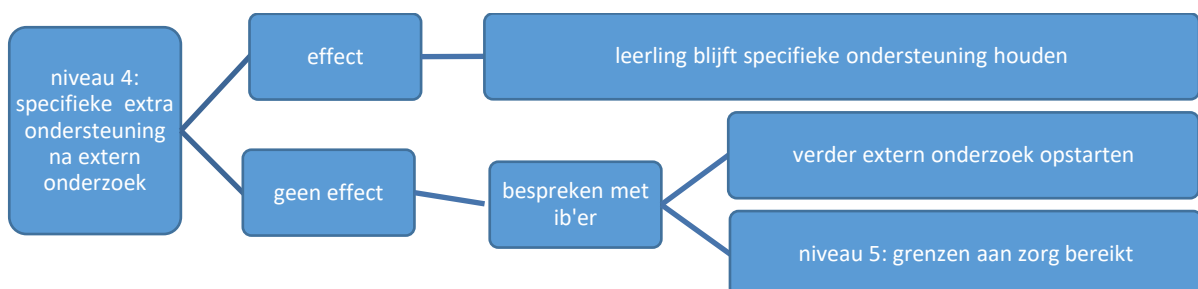 niveau 4:
specifieke extra
ondersteuning
na extern
onderzoek
effect
leerling blijft specifieke ondersteuning houden
geen effect
bespreken met
ib'er
verder extern onderzoek opstarten
niveau 5: grenzen aan zorg bereikt